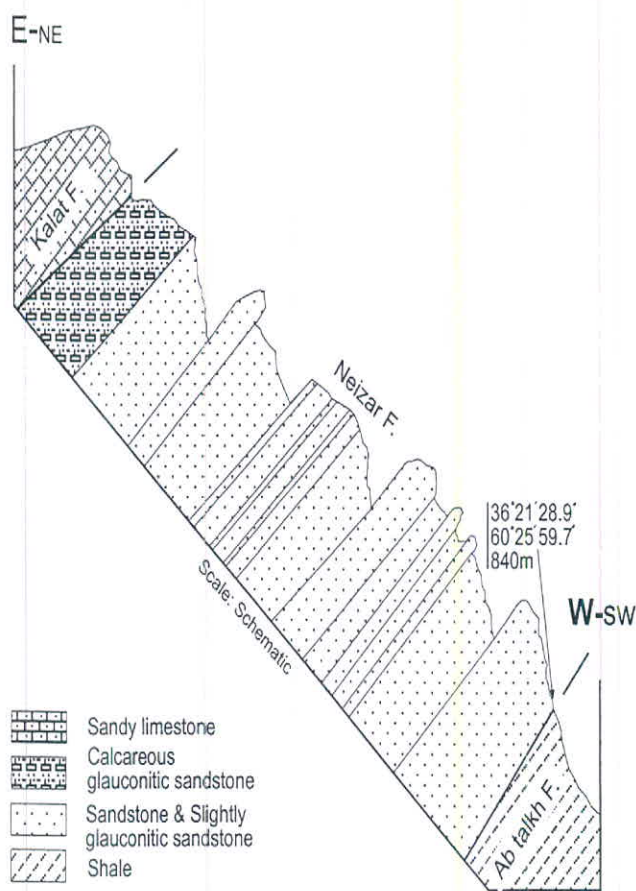 E-NE
Kalat F.
Neizar F.
36°21′28.9″
60°25′59.7″
840m
W-SW
Scale: Schematic
Ab talkh F.
Sandy limestone
Calcareous
glauconitic sandstone
Sandstone & Slightly
glauconitic sandstone
Shale